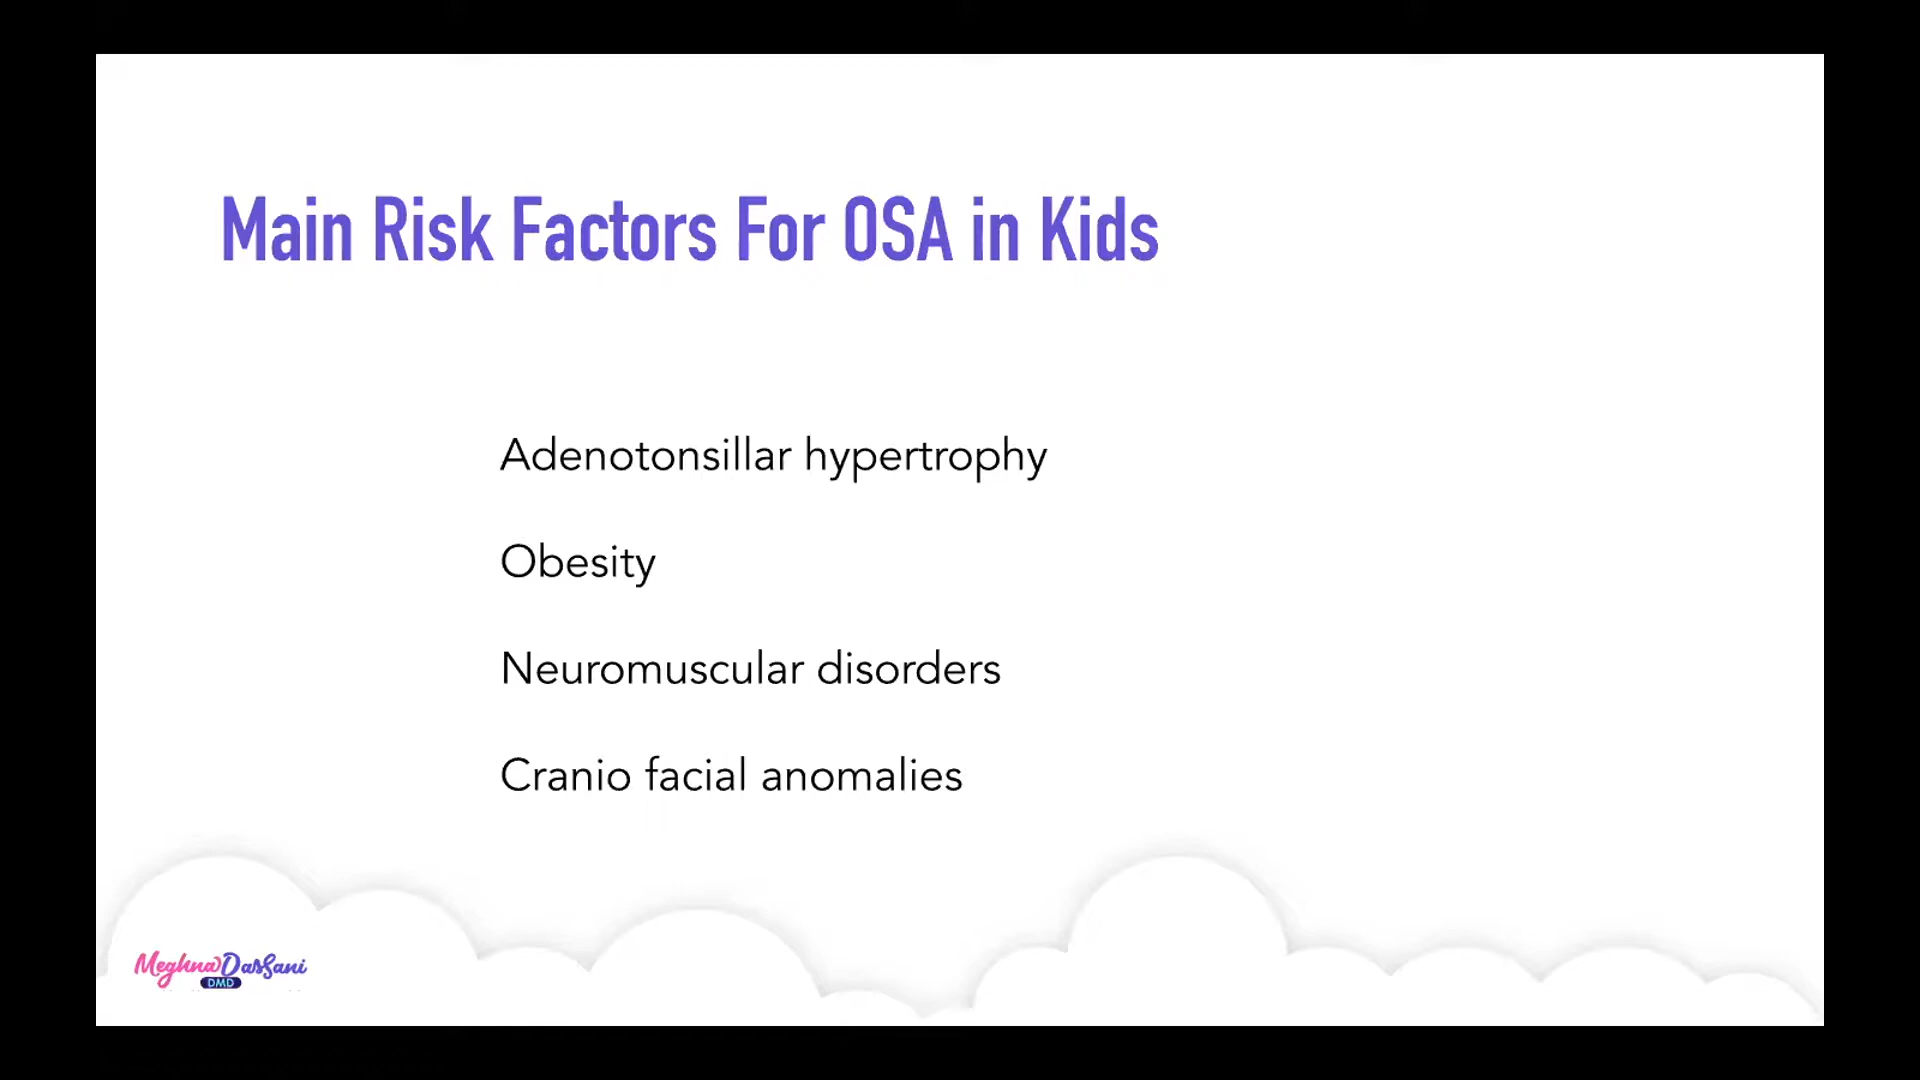 Main Risk Factors For OSA in Kids
Adenotonsillar hypertrophy
Obesity
Neuromuscular disorders
Cranio facial anomalies
Meghna Dassani
DMD